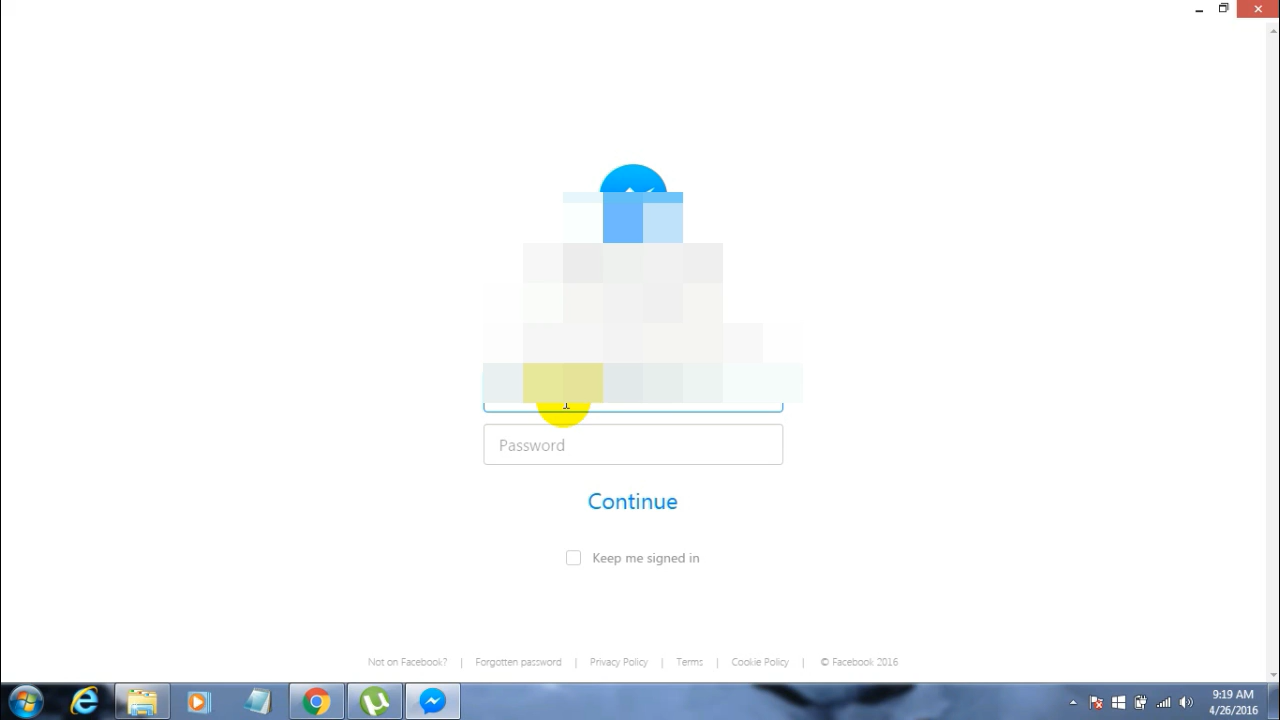 Password
Continue
Keep me signed in
Not on Facebook? | Forgotten password | Privacy Policy | Terms | Cookie Policy | © Facebook 2016
9:19 AM
4/26/2016